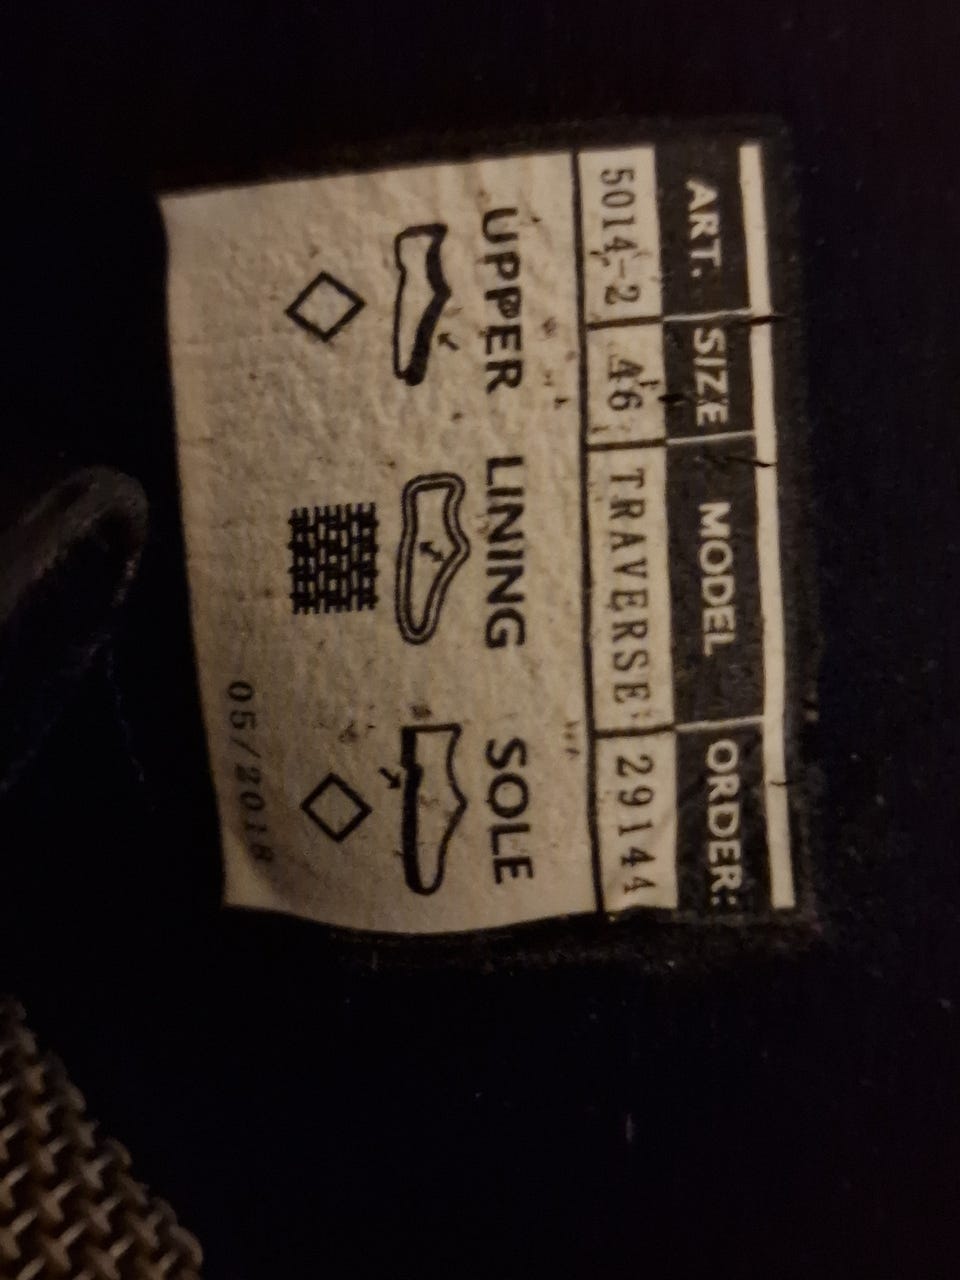 ART. SIZE MODEL ORDER:
5014-2 46 TRAVERSE 29144
UPPER LINING SOLE
05/2018